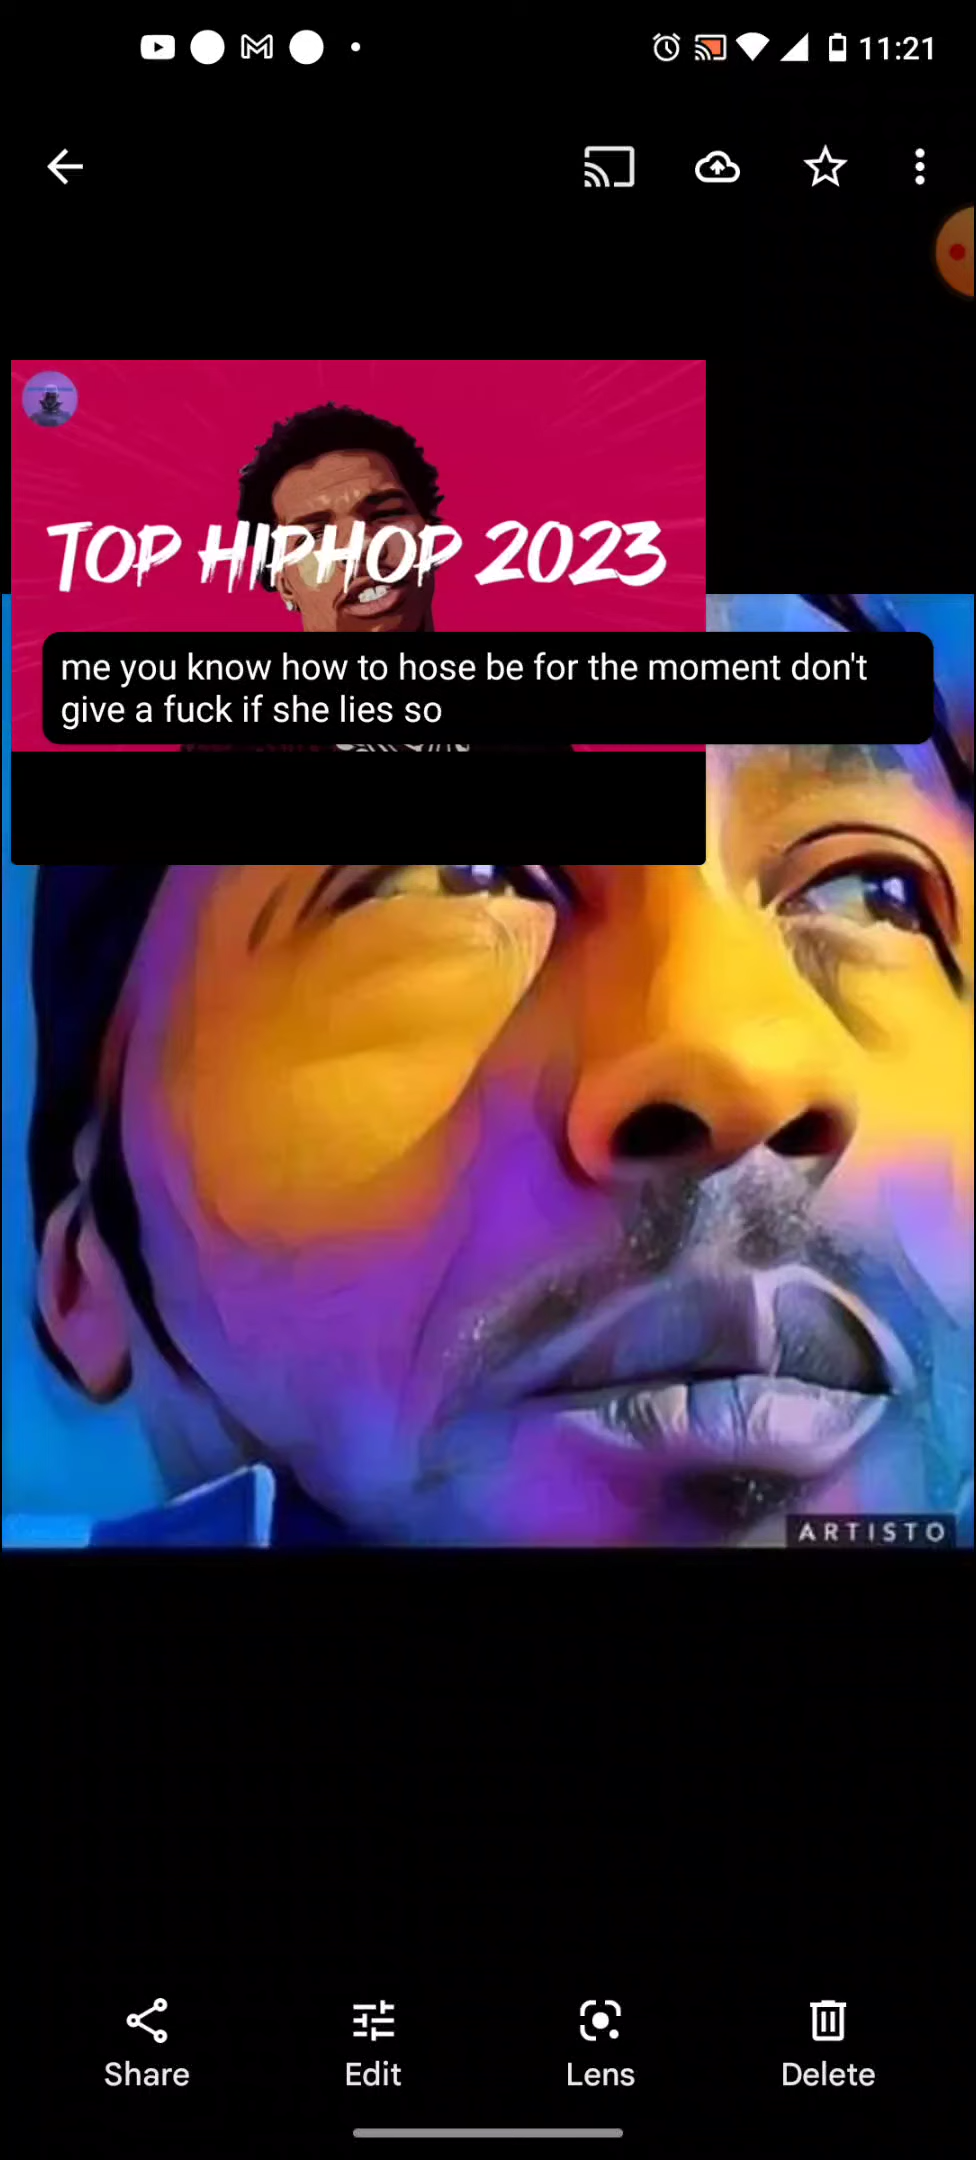 11:21
TOP HIPHOP 2023
me you know how to hose be for the moment don't
give a fuck if she lies so
ARTISTO
Share
Edit
Lens
Delete